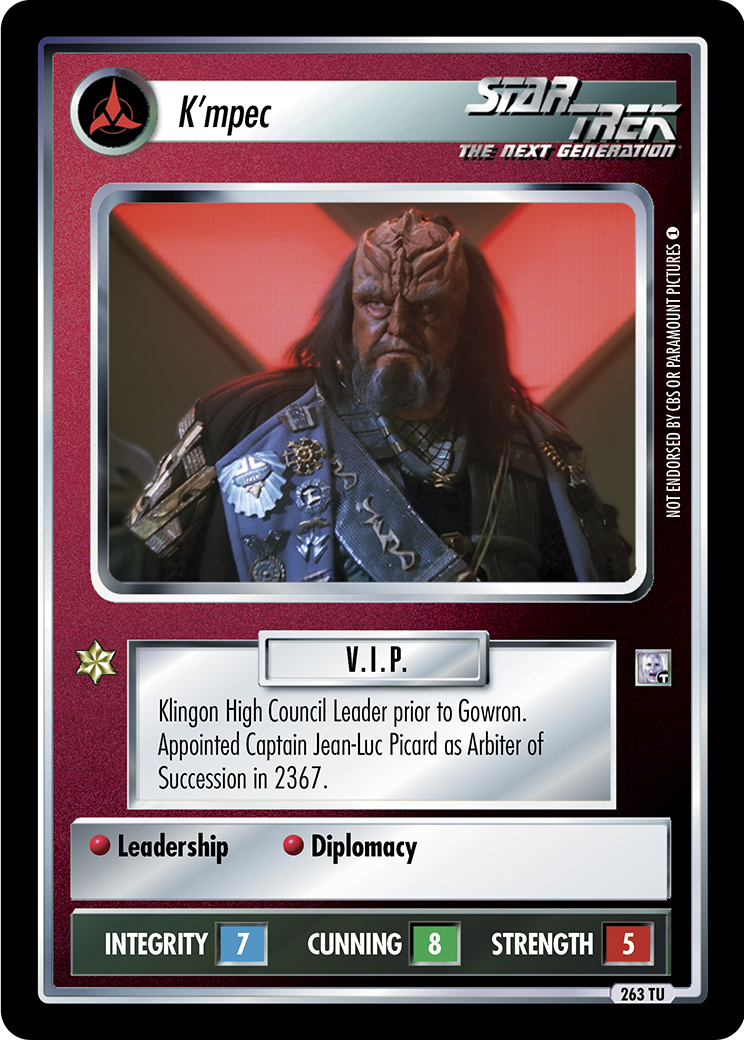 K'mpec
STAR TREK
THE NEXT GENERATION
NOT ENDORSED BY CBS OR PARAMOUNT PICTURES 1
V.I.P.
Klingon High Council Leader prior to Gowron.
Appointed Captain Jean-Luc Picard as Arbiter of
Succession in 2367.
T
Leadership Diplomacy
INTEGRITY 7 CUNNING 8 STRENGTH 5
263 TU